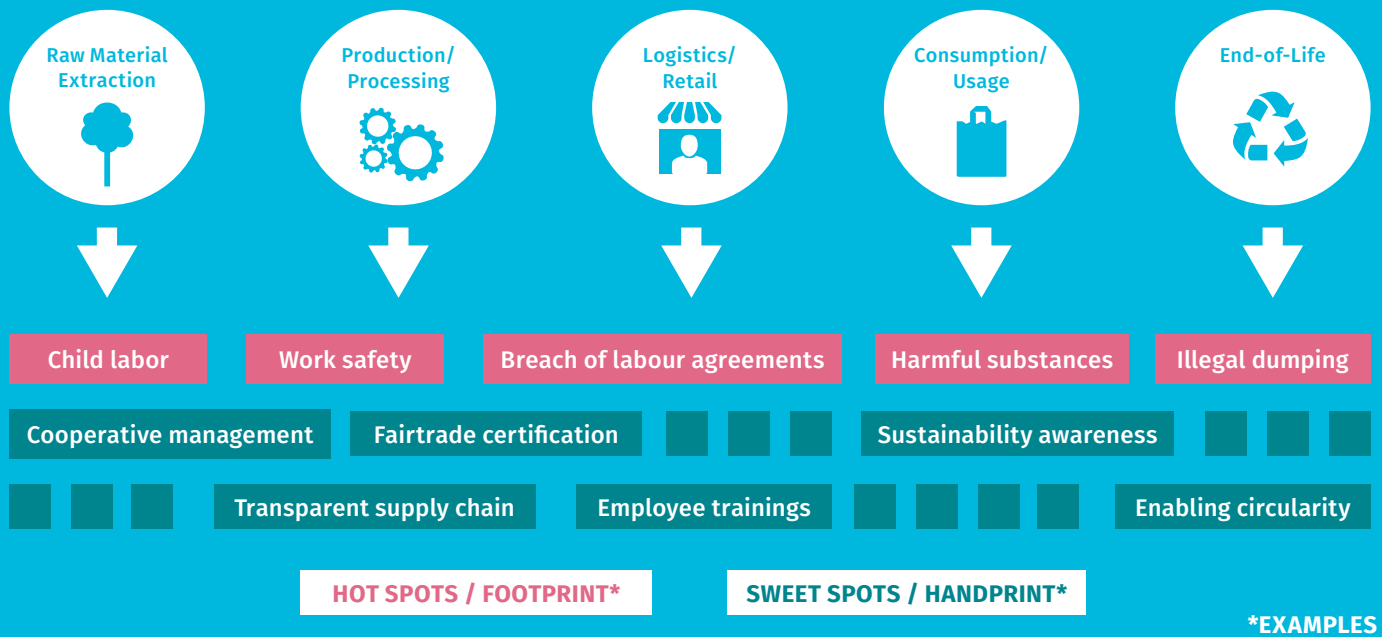 Raw Material
Extraction
Production/
Processing
Logistics/
Retail
Consumption/
Usage
End-of-Life
Child labor
Work safety
Breach of labour agreements
Harmful substances
Illegal dumping
Cooperative management
Fairtrade certification
Sustainability awareness
Transparent supply chain
Employee trainings
Enabling circularity
HOT SPOTS / FOOTPRINT*
SWEET SPOTS / HANDPRINT*
*EXAMPLES